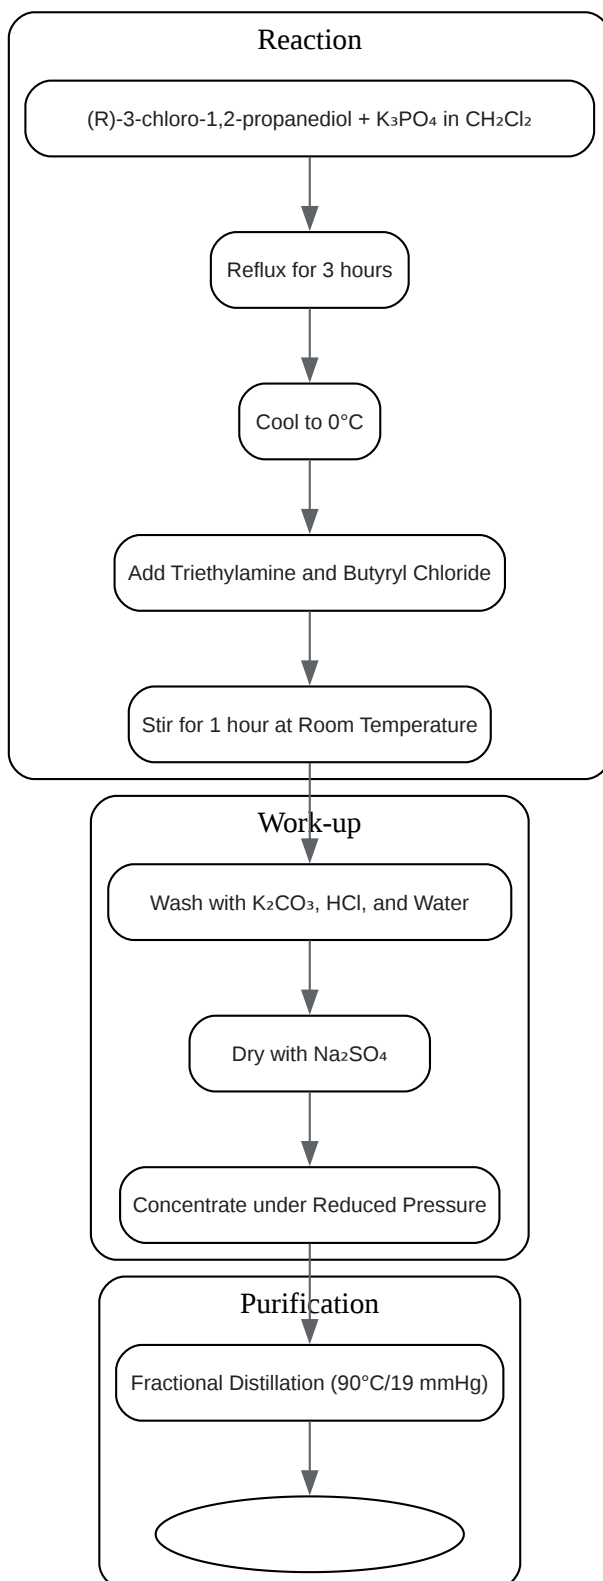 Reaction
(R)-3-chloro-1,2-propanediol + K₃PO₄ in CH₂Cl₂
Reflux for 3 hours
Cool to 0°C
Add Triethylamine and Butyryl Chloride
Stir for 1 hour at Room Temperature
Work-up
Wash with K₂CO₃, HCl, and Water
Dry with Na₂SO₄
Concentrate under Reduced Pressure
Purification
Fractional Distillation (90°C/19 mmHg)